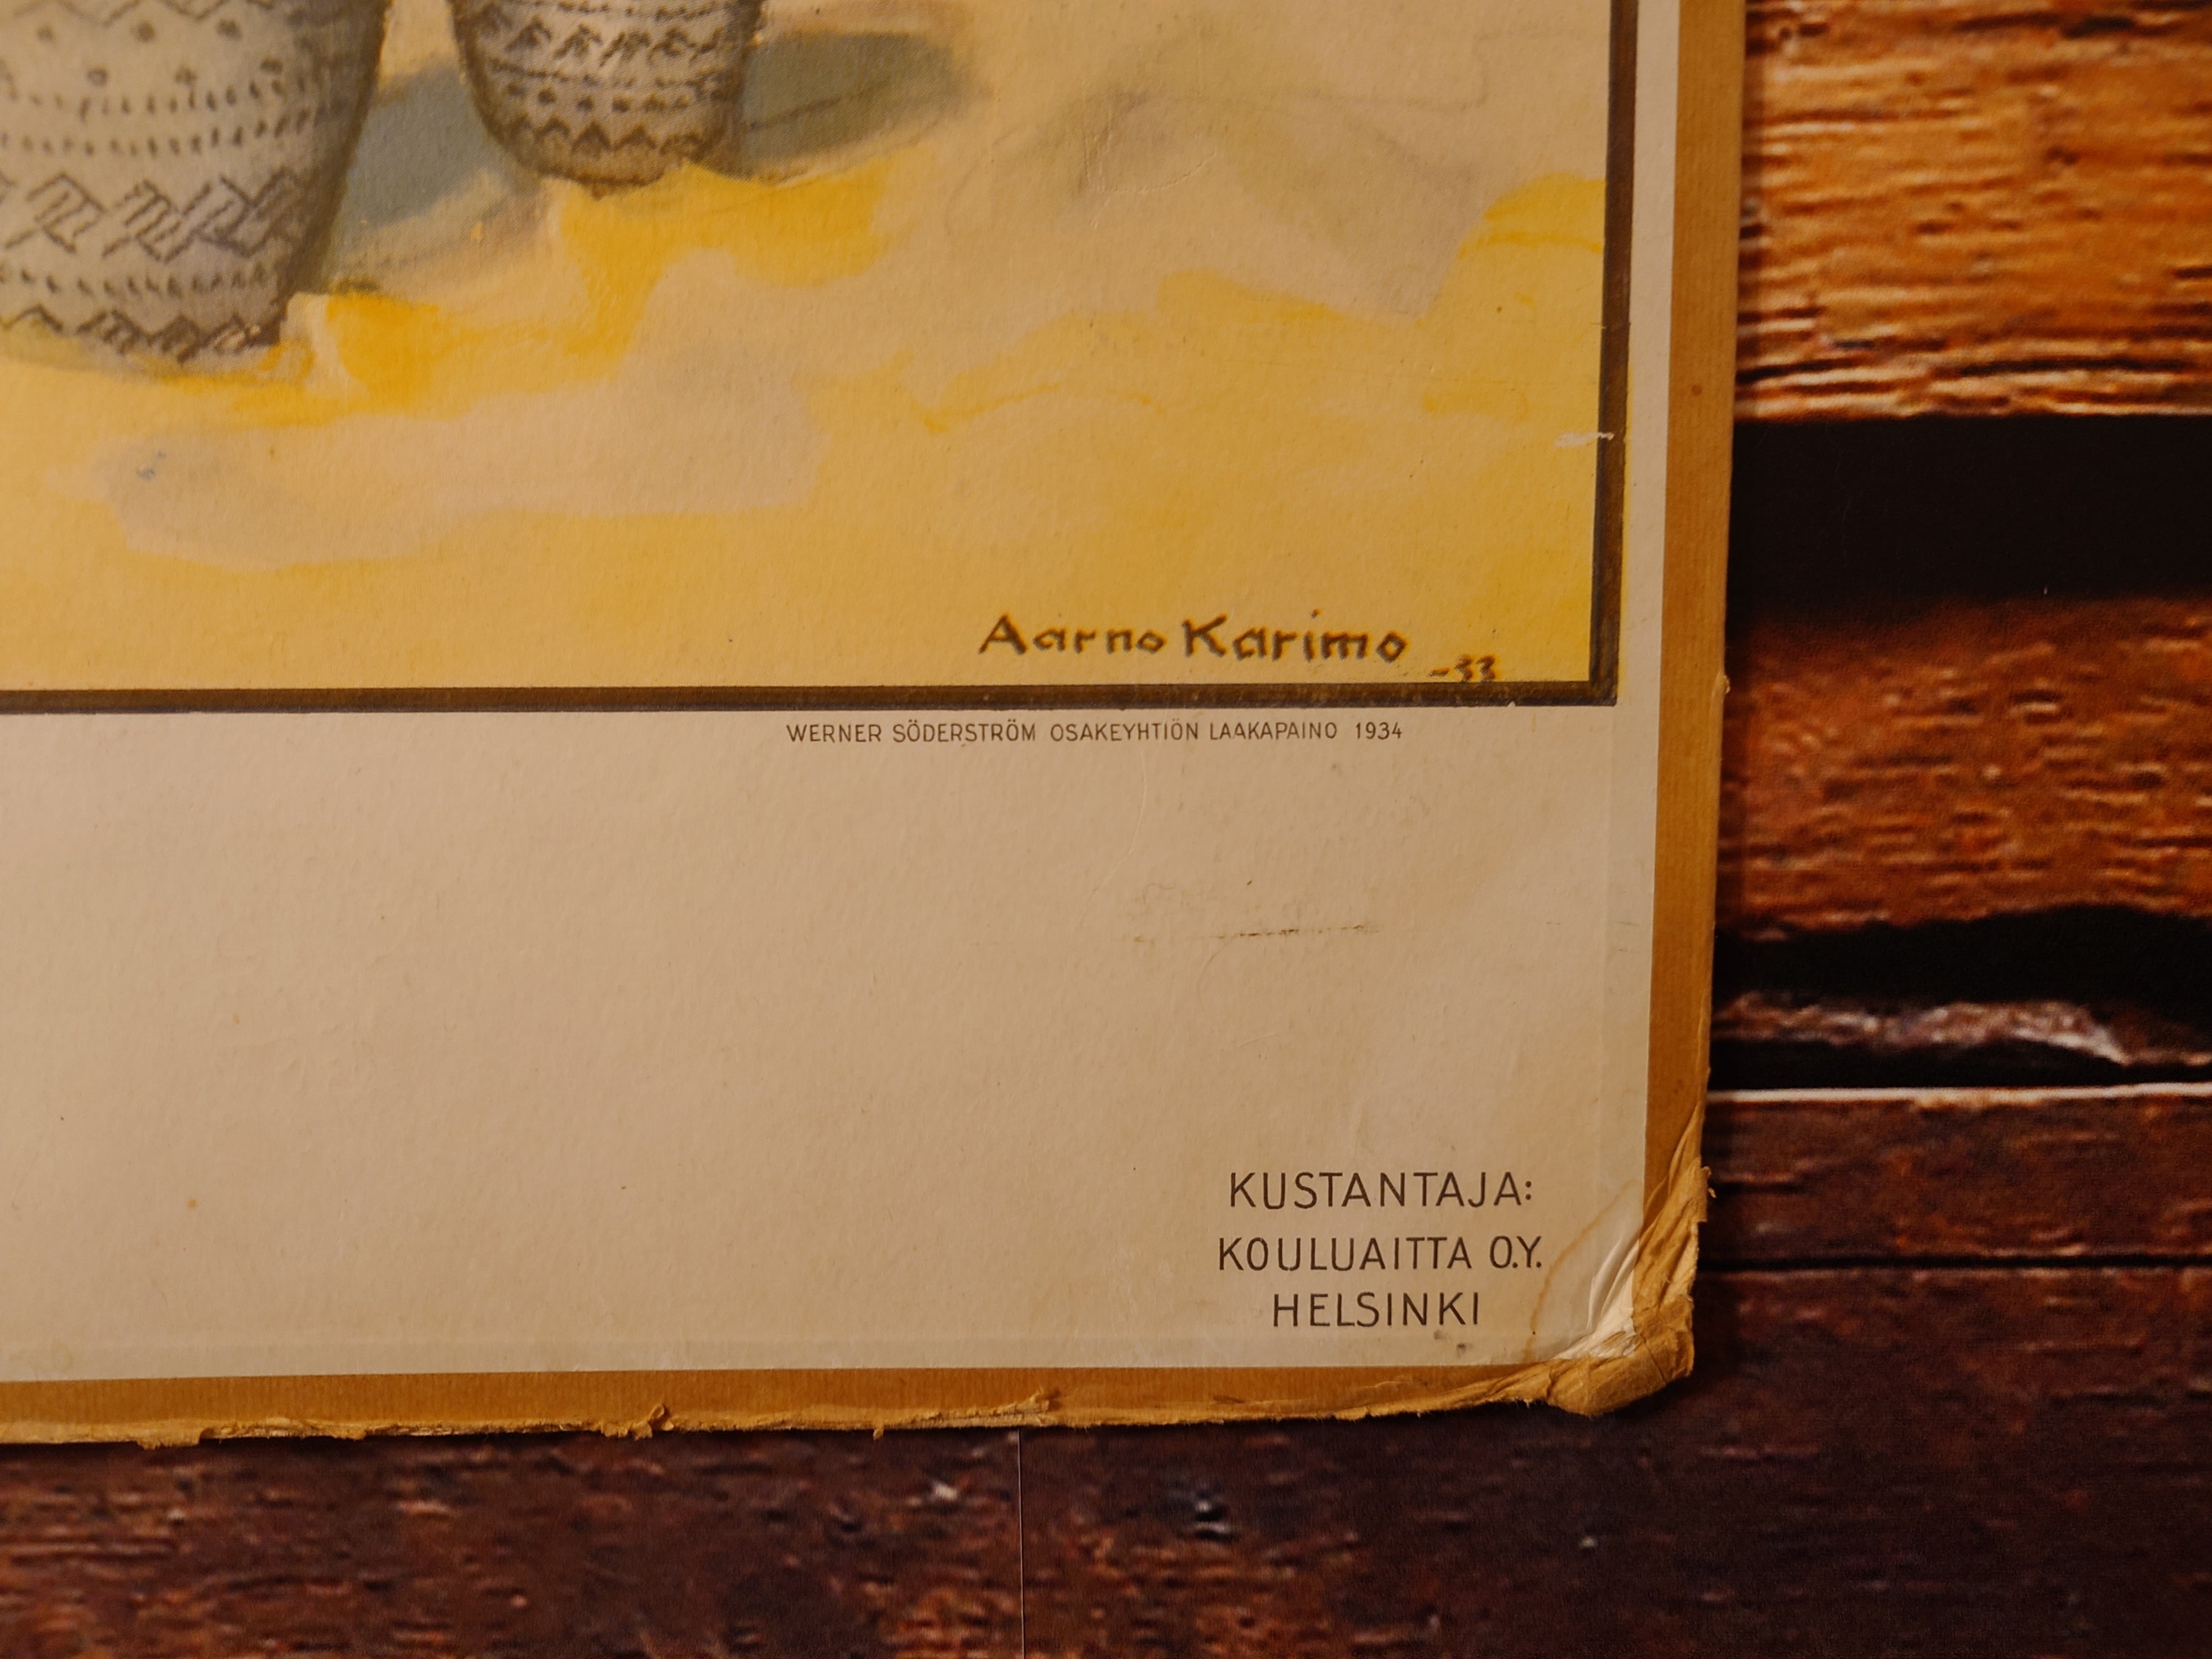 Aarno Karimo
-33
WERNER SÖDERSTRÖM OSAKEYHTIÖN LAAKAPAINO 1934
KUSTANTAJA:
KOULUAITTA O.Y.
HELSINKI